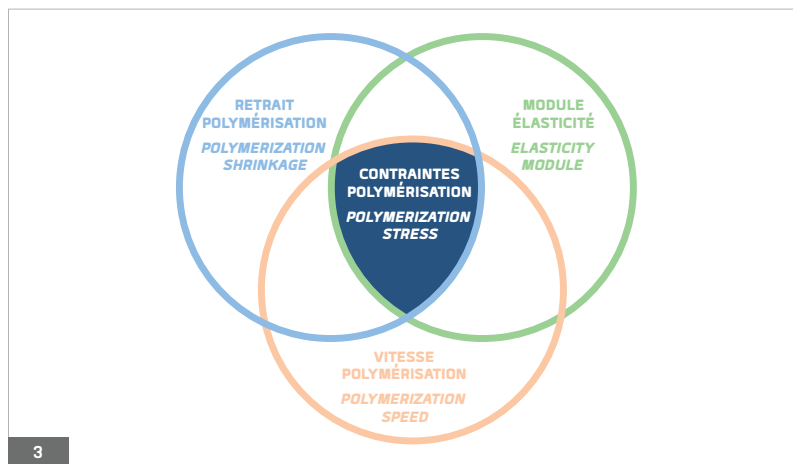 RETRAIT
POLYMÉRISATION
POLYMERIZATION
SHRINKAGE
MODULE
ÉLASTICITÉ
ELASTICITY
MODULE
CONTRAINTES
POLYMÉRISATION
POLYMERIZATION
STRESS
VITESSE
POLYMÉRISATION
POLYMERIZATION
SPEED
3